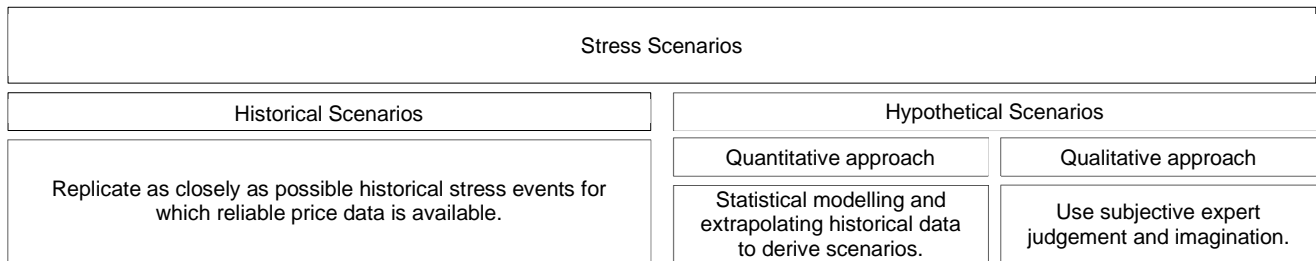 Stress Scenarios
Historical Scenarios
Hypothetical Scenarios
Replicate as closely as possible historical stress events for
which reliable price data is available.
Quantitative approach
Qualitative approach
Statistical modelling and
extrapolating historical data
to derive scenarios.
Use subjective expert
judgement and imagination.